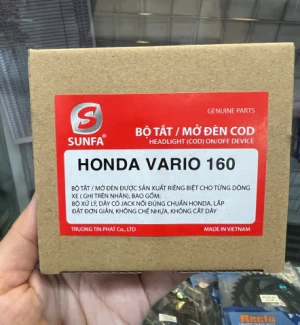 GENUINE PARTS
S
SUNFA®
BỘ TẮT / MỞ ĐÈN COD
HEADLIGHT (COD) ON/OFF DEVICE
HONDA VARIO 160
BỘ TẮT / MỞ ĐÈN ĐƯỢC SẢN XUẤT RIÊNG BIỆT CHO TỪNG DÒNG
XE ( GHI TRÊN NHÃN), BAO GỒM:
BỘ XỬ LÝ, DÂY CÓ JACK NỐI ĐÚNG CHUẨN HONDA, LẮP
ĐẶT ĐƠN GIẢN, KHÔNG CHẾ NHỰA, KHÔNG CẮT DÂY
TRƯỜNG TIN PHÁT Co., LTD
MADE IN VIETNAM
Recto